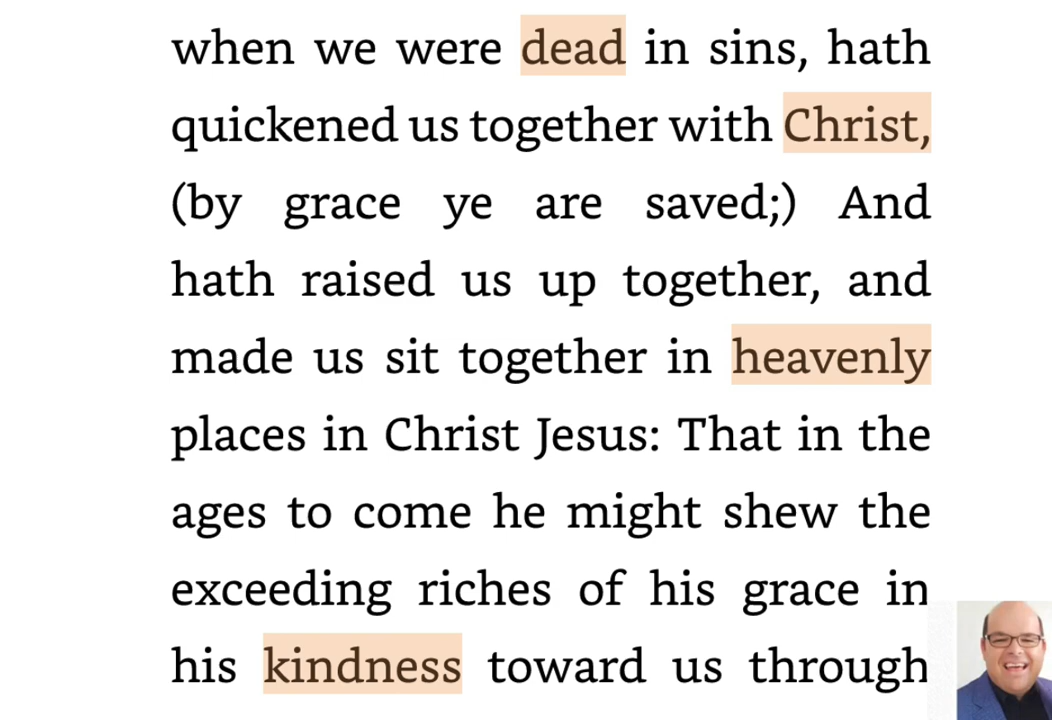 when we were dead in sins, hath
quickened us together with Christ,
(by grace ye are saved;) And
hath raised us up together, and
made us sit together in heavenly
places in Christ Jesus: That in the
ages to come he might shew the
exceeding riches of his grace in
his kindness toward us through